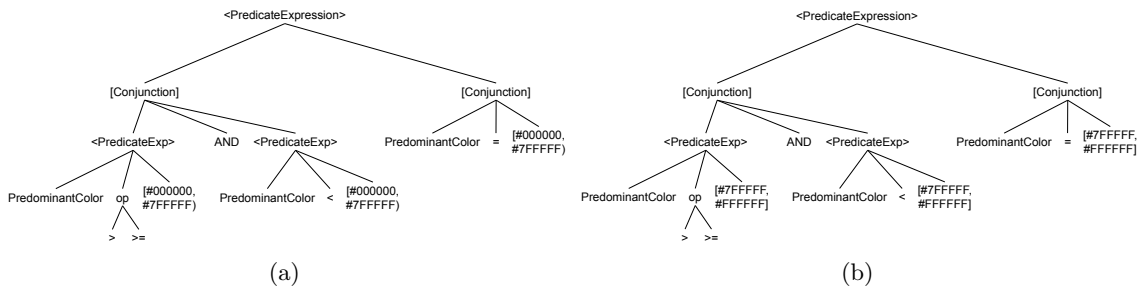 <PredicateExpression>
[Conjunction]
[Conjunction]
<PredicateExp>
AND
<PredicateExp>
PredominantColor
=
[#000000,
#7FFFFF)
PredominantColor
op
[#000000,
#7FFFFF)
PredominantColor
<
[#000000,
#7FFFFF)
>
>=
(a)
<PredicateExpression>
[Conjunction]
[Conjunction]
<PredicateExp>
AND
<PredicateExp>
PredominantColor
=
[#7FFFFF,
#FFFFFF]
PredominantColor
op
[#7FFFFF,
#FFFFFF]
PredominantColor
<
[#7FFFFF,
#FFFFFF]
>
>=
(b)